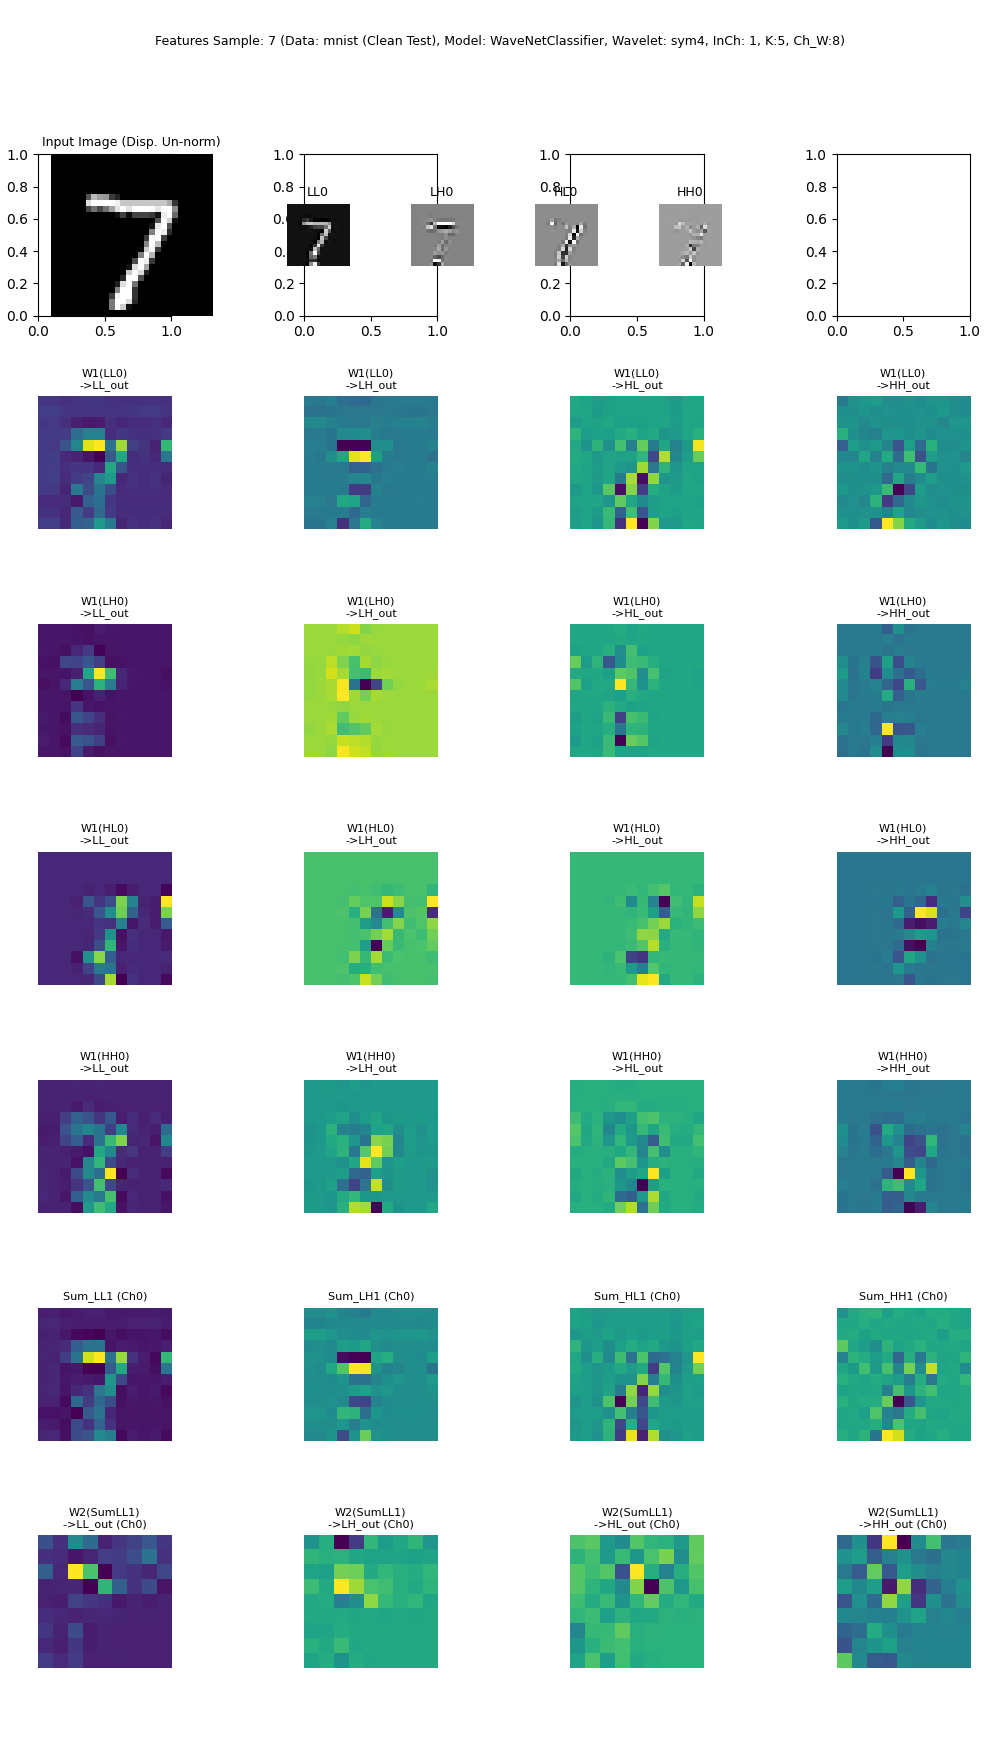 Features Sample: 7 (Data: mnist (Clean Test), Model: WaveNetClassifier, Wavelet: sym4, InCh: 1, K:5, Ch_W:8)
Input Image (Disp. Un-norm)
1.0
0.8
0.6
0.4
0.2
0.0
0.0 0.5 1.0
7
1.0
0.8
0.6
0.4
0.2
0.0
0.0 0.5 1.0
LL0 LH0 HL0 HH0
1.0
0.8
0.6
0.4
0.2
0.0
0.0 0.5 1.0
1.0
0.8
0.6
0.4
0.2
0.0
0.0 0.5 1.0
W1(LL0)
->LL_out
W1(LL0)
->LH_out
W1(LL0)
->HL_out
W1(LL0)
->HH_out
W1(LH0)
->LL_out
W1(LH0)
->LH_out
W1(LH0)
->HL_out
W1(LH0)
->HH_out
W1(HL0)
->LL_out
W1(HL0)
->LH_out
W1(HL0)
->HL_out
W1(HL0)
->HH_out
W1(HH0)
->LL_out
W1(HH0)
->LH_out
W1(HH0)
->HL_out
W1(HH0)
->HH_out
Sum_LL1 (Ch0)
Sum_LH1 (Ch0)
Sum_HL1 (Ch0)
Sum_HH1 (Ch0)
W2(SumLL1)
->LL_out (Ch0)
W2(SumLL1)
->LH_out (Ch0)
W2(SumLL1)
->HL_out (Ch0)
W2(SumLL1)
->HH_out (Ch0)